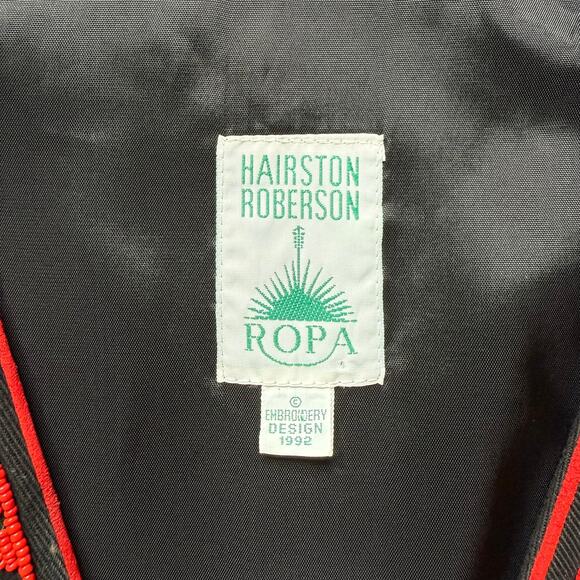 HAIRSTON
ROBERSON
ROPA
©
EMBROIDERY
DESIGN
1992